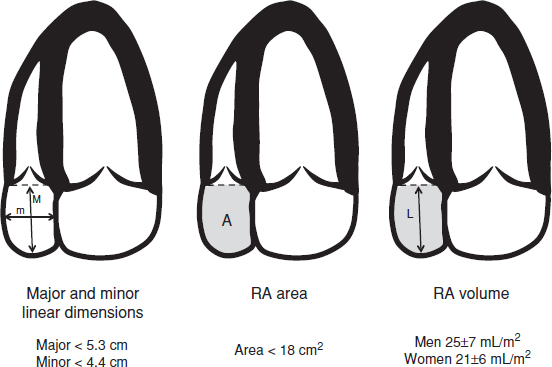 M
m
A
L
Major and minor
linear dimensions
Major < 5.3 cm
Minor < 4.4 cm
RA area
Area < 18 cm²
RA volume
Men 25±7 mL/m²
Women 21±6 mL/m²